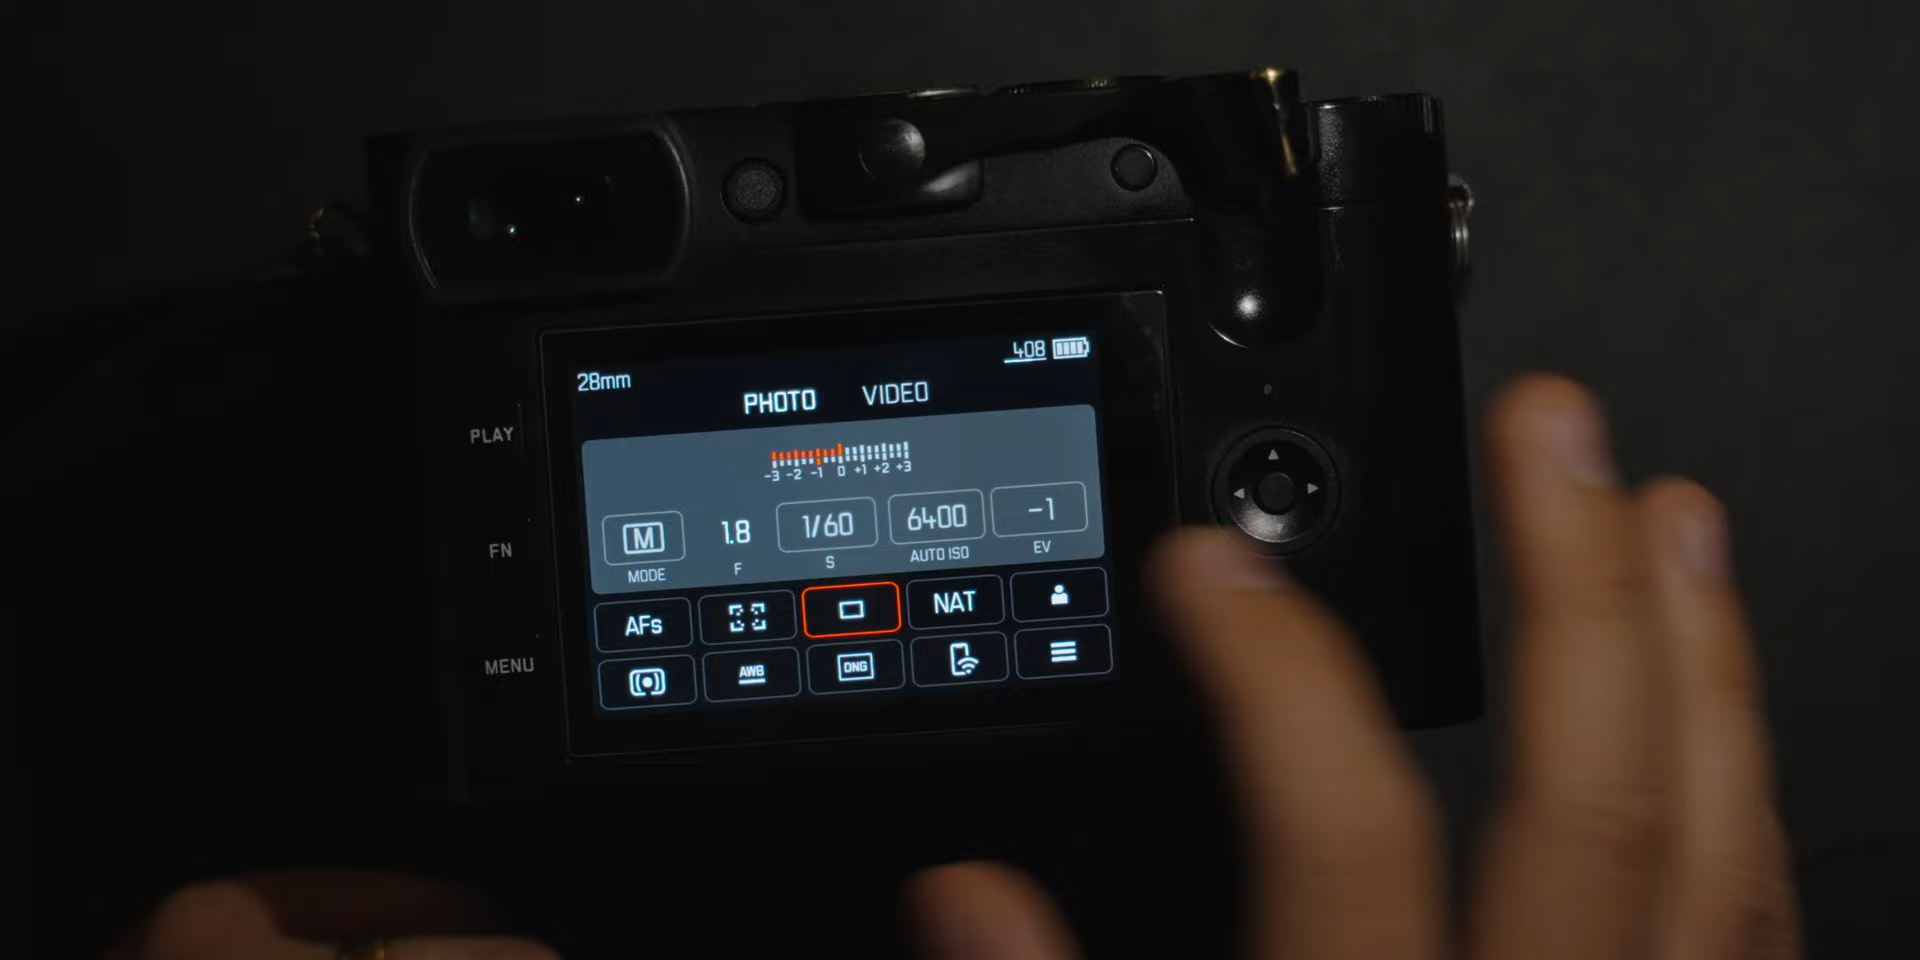 28mm
408
PHOTO VIDEO
-3 -2 -1 0 +1 +2 +3
M 1.8 1/60 6400 -1
MODE F S AUTO ISO EV
AFs NAT
AWB DNG
PLAY
FN
MENU